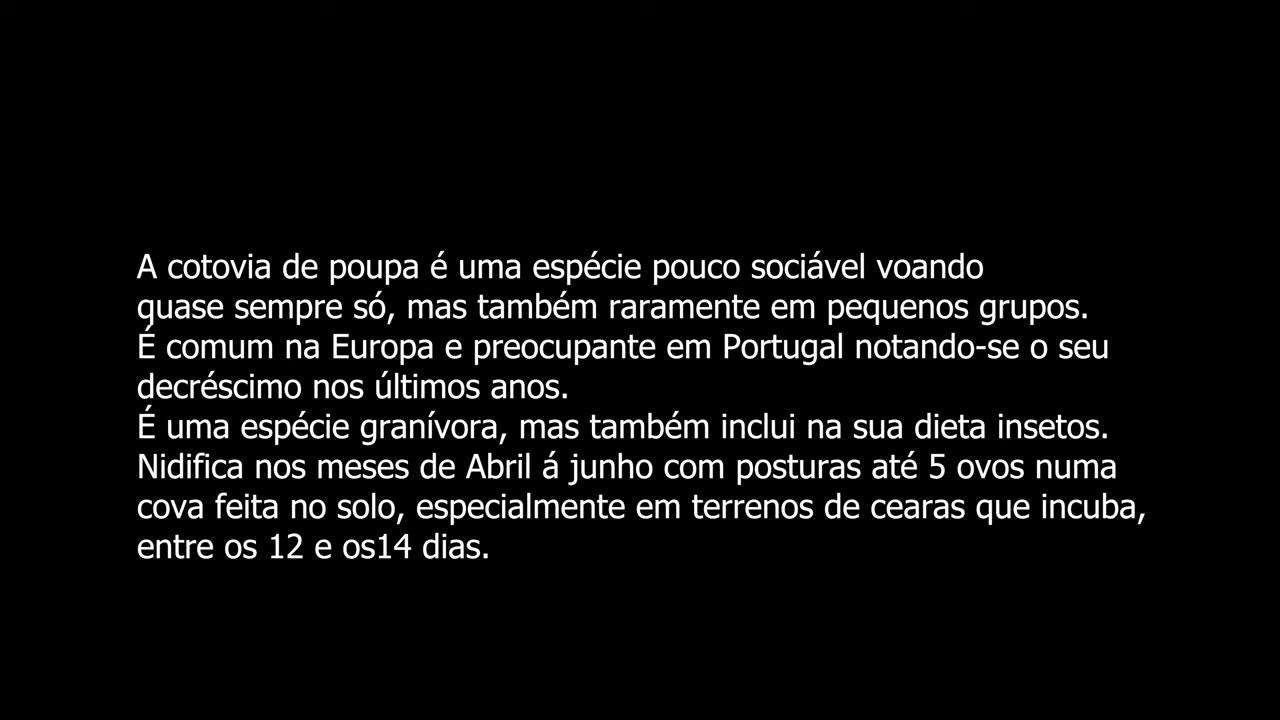 A cotovia de poupa é uma espécie pouco sociável voando
quase sempre só, mas também raramente em pequenos grupos.
É comum na Europa e preocupante em Portugal notando-se o seu
decréscimo nos últimos anos.
É uma espécie granívora, mas também inclui na sua dieta insetos.
Nidifica nos meses de Abril á junho com posturas até 5 ovos numa
cova feita no solo, especialmente em terrenos de cearas que incuba,
entre os 12 e os14 dias.